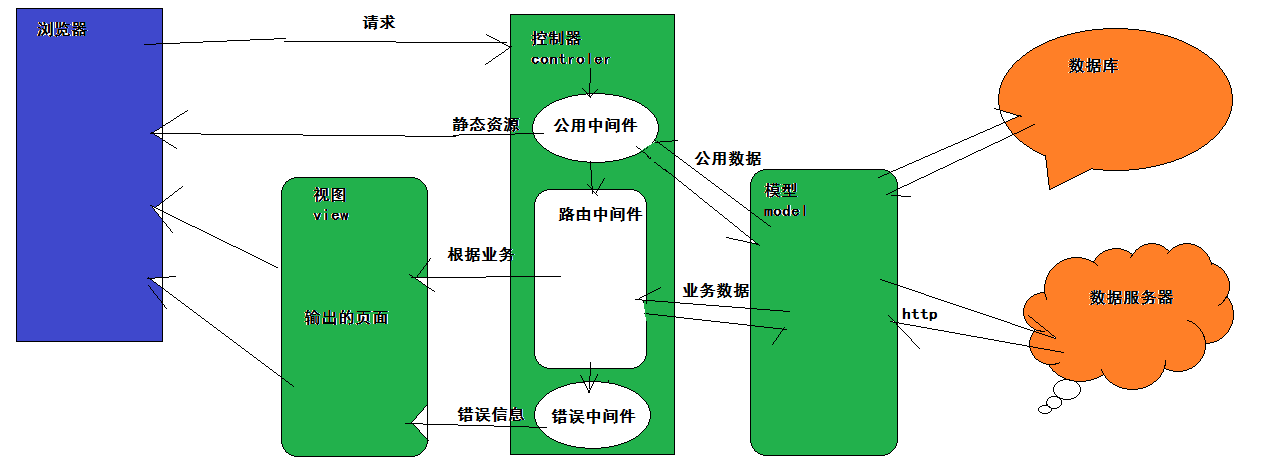 浏览器
请求
控制器
controler
数据库
静态资源
公用中间件
公用数据
视图
view
模型
model
路由中间件
根据业务
业务数据
数据服务器
输出的页面
http
错误信息
错误中间件